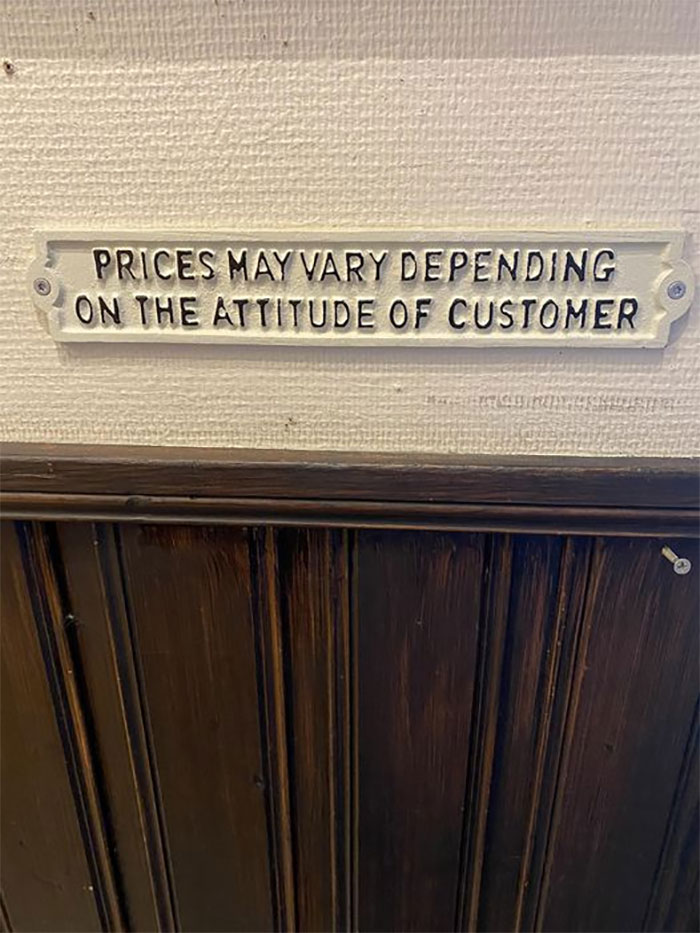 PRICES MAY VARY DEPENDING
ON THE ATTITUDE OF CUSTOMER